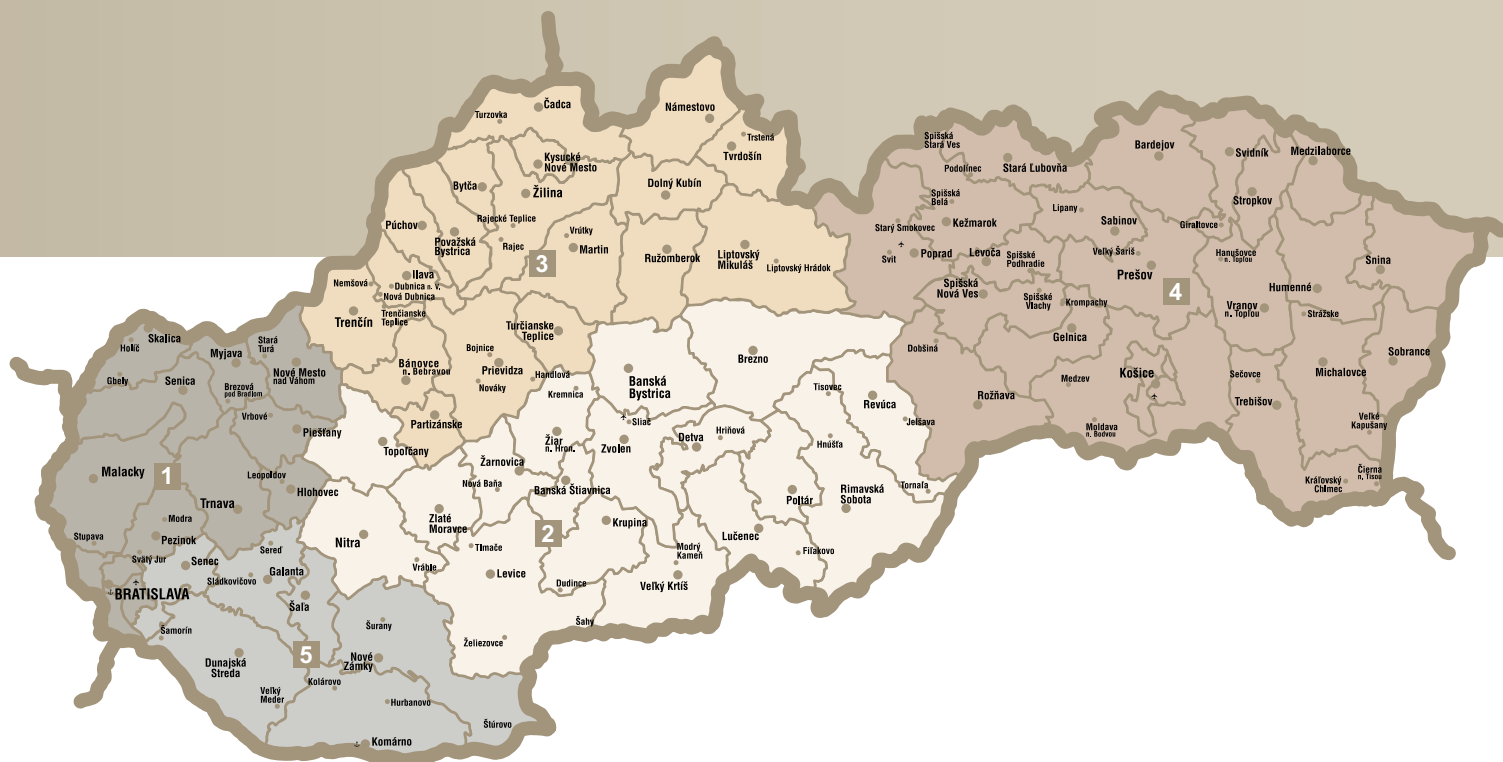 Čadca
Turzovka
Námestovo
Trstená
Tvrdošín
Kysucké
Nové Mesto
Bytča
Žilina
Dolný Kubín
Púchov
Rajecké Teplice
Považská
Bystrica
Rajec
Vrútky
Martin
3
Ružomberok
Liptovský
Mikuláš
Liptovský Hrádok
Ilava
Dubnica n. V.
Nová Dubnica
Nemšová
Trenčianske
Teplice
Trenčín
Turčianske
Teplice
Bojnice
Prievidza
Bánovce
n. Bebravou
Nováky
Handlová
Partizánske
Spišská
Stará Ves
Podolínec
Stará Ľubovňa
Bardejov
Svidník
Medzilaborce
Stropkov
Spišská
Belá
Kežmarok
Lipany
Sabinov
Giraltovce
Starý Smokovec
Svit
Poprad
Levoča
Spišské
Podhradie
Veľký Šariš
Prešov
4
Hanušovce
n. Topľou
Snina
Spišská
Nová Ves
Spišské
Vlachy
Krompachy
Humenné
Vranov
n. Topľou
Strážske
Gelnica
Dobšiná
Sobrance
Medzev
Košice
Sečovce
Michalovce
Rožňava
Trebišov
Moldava
n. Bodvou
Veľké
Kapušany
Kráľovský
Chlmec
Čierna
n. Tisou
Holíč
Skalica
Stará
Turá
Myjava
Nové Mesto
nad Váhom
Gbely
Senica
Brezová
pod Bradlom
Vrbové
Piešťany
Malacky
1
Leopoldov
Hlohovec
Trnava
Modra
Pezinok
Stupava
Svätý Jur
BRATISLAVA
Brezno
Banská
Bystrica
Kremnica
Tisovec
Revúca
Sliač
Žiar
n. Hron.
Zvolen
Detva
Hriňová
Hnúšťa
Jelšava
Topoľčany
Žarnovica
Nová Baňa
Banská Štiavnica
Poltár
Rimavská
Sobota
Tornaľa
Zlaté
Moravce
2
Krupina
Lučenec
Nitra
Tlmače
Modrý
Kameň
Fiľakovo
Vráble
Levice
Dudince
Veľký Krtíš
Šahy
Želiezovce
Senec
Sereď
Sládkovičovo
Galanta
Šaľa
Šamorín
Šurany
Dunajská
Streda
5
Nové
Zámky
Kolárovo
Veľký
Meder
Hurbanovo
Štúrovo
Komárno